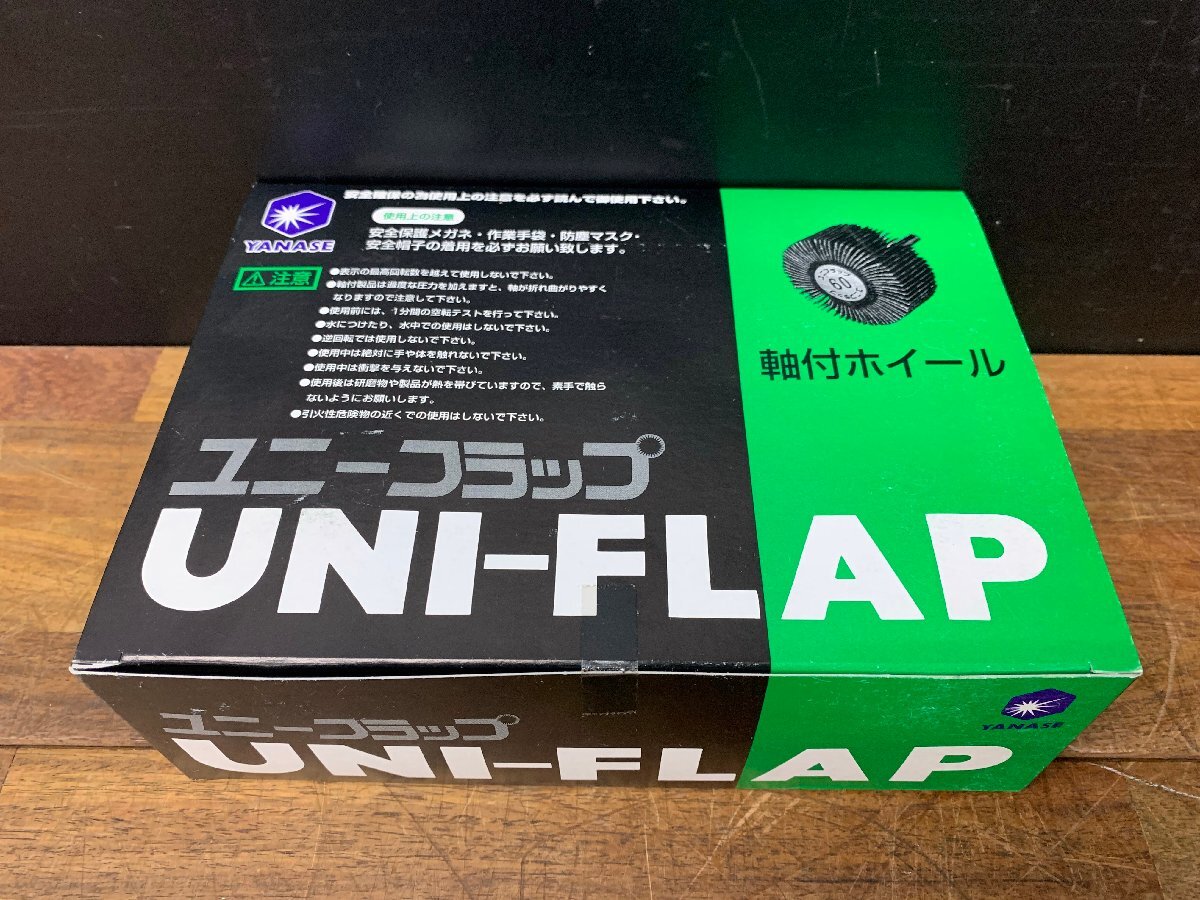 YANASE
安全確保の為使用上の注意を必ず読んで御使用下さい。
使用上の注意
安全保護メガネ・作業手袋・防塵マスク・
安全帽子の着用を必ずお願い致します。
注意
●表示の最高回転数を越えて使用しないで下さい。
●軸付製品は過度な圧力を加えますと、軸が折れ曲がりやすく
なりますので注意して下さい。
●使用前には、1分間の空転テストを行って下さい。
●水につけたり、水中での使用はしないで下さい。
●逆回転では使用しないで下さい。
●使用中は絶対に手や体を触れないで下さい。
●使用中は衝撃を与えないで下さい。
●使用後は研磨物や製品が熱を帯びていますので、素手で触ら
ないようにお願いします。
●引火性危険物の近くでの使用はしないで下さい。
60
軸付ホイール
ユニーフラップ
UNI-FLAP
ユニーフラップ
UNI-FLAP
YANASE